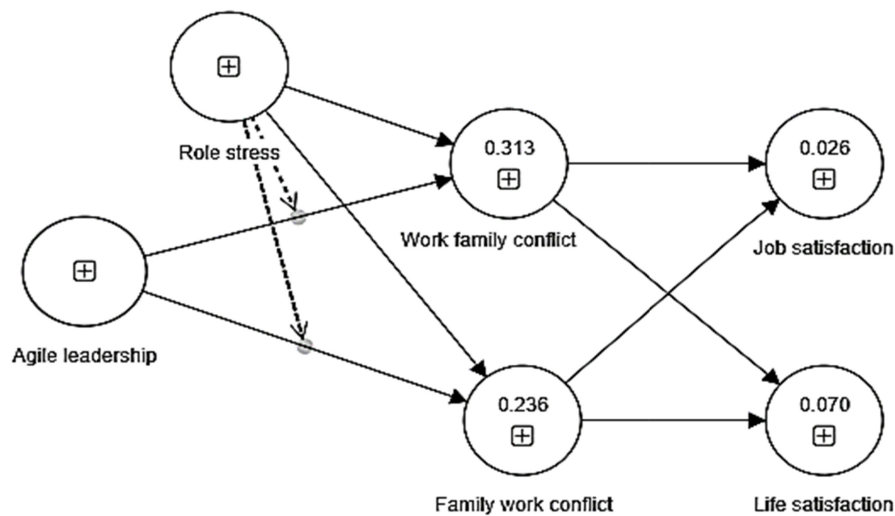 Role stress
0.313
Work family conflict
0.026
Job satisfaction
Agile leadership
0.236
Family work conflict
0.070
Life satisfaction